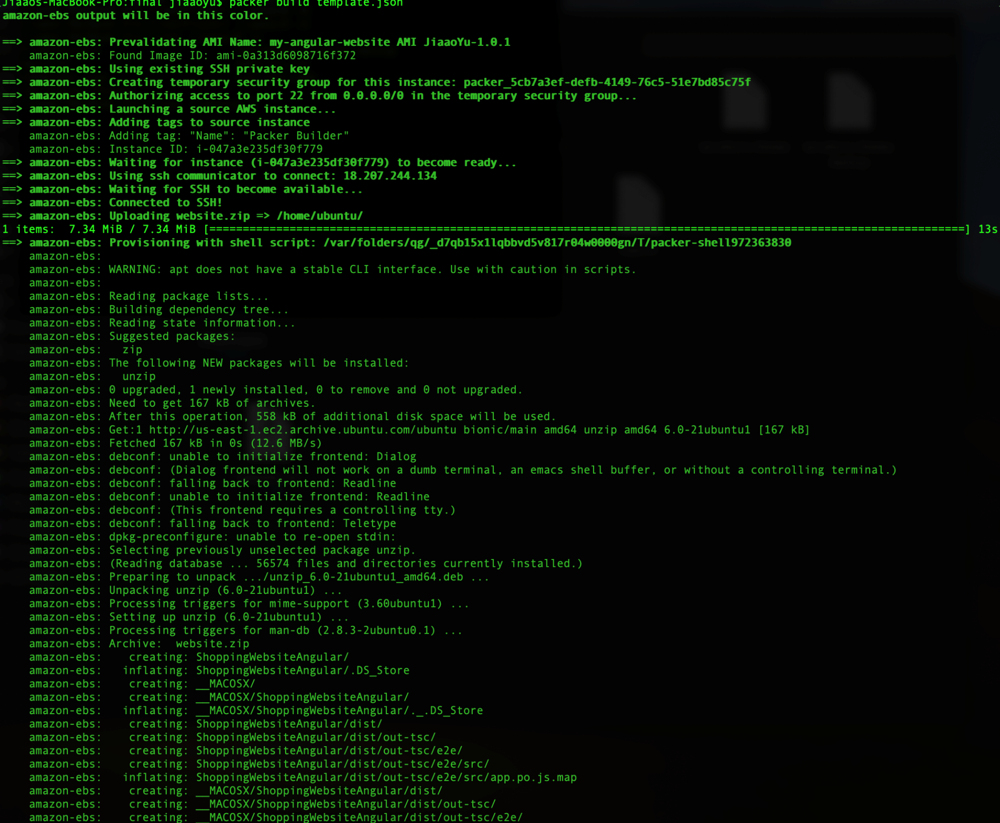 Jiaaos-MacBook-Pro:final jiaaoyu$ packer build template.json
amazon-ebs output will be in this color.
==> amazon-ebs: Prevalidating AMI Name: my-angular-website AMI JiaaoYu-1.0.1
amazon-ebs: Found Image ID: ami-0a313d6098716f372
==> amazon-ebs: Using existing SSH private key
==> amazon-ebs: Creating temporary security group for this instance: packer_5cb7a3ef-defb-4149-76c5-51e7bd85c75f
==> amazon-ebs: Authorizing access to port 22 from 0.0.0.0/0 in the temporary security group...
==> amazon-ebs: Launching a source AWS instance...
==> amazon-ebs: Adding tags to source instance
amazon-ebs: Adding tag: "Name": "Packer Builder"
amazon-ebs: Instance ID: i-047a3e235df30f779
==> amazon-ebs: Waiting for instance (i-047a3e235df30f779) to become ready...
==> amazon-ebs: Using ssh communicator to connect: 18.207.244.134
==> amazon-ebs: Waiting for SSH to become available...
==> amazon-ebs: Connected to SSH!
==> amazon-ebs: Uploading website.zip => /home/ubuntu/
1 items:  7.34 MiB / 7.34 MiB [=================================================================================================================] 13s
==> amazon-ebs: Provisioning with shell script: /var/folders/qg/_d7qb15x1lqbbvd5v817r04w0000gn/T/packer-shell972363830
amazon-ebs:
amazon-ebs: WARNING: apt does not have a stable CLI interface. Use with caution in scripts.
amazon-ebs:
amazon-ebs: Reading package lists...
amazon-ebs: Building dependency tree...
amazon-ebs: Reading state information...
amazon-ebs: Suggested packages:
amazon-ebs:   zip
amazon-ebs: The following NEW packages will be installed:
amazon-ebs:   unzip
amazon-ebs: 0 upgraded, 1 newly installed, 0 to remove and 0 not upgraded.
amazon-ebs: Need to get 167 kB of archives.
amazon-ebs: After this operation, 558 kB of additional disk space will be used.
amazon-ebs: Get:1 http://us-east-1.ec2.archive.ubuntu.com/ubuntu bionic/main amd64 unzip amd64 6.0-21ubuntu1 [167 kB]
amazon-ebs: Fetched 167 kB in 0s (12.6 MB/s)
amazon-ebs: debconf: unable to initialize frontend: Dialog
amazon-ebs: debconf: (Dialog frontend will not work on a dumb terminal, an emacs shell buffer, or without a controlling terminal.)
amazon-ebs: debconf: falling back to frontend: Readline
amazon-ebs: debconf: unable to initialize frontend: Readline
amazon-ebs: debconf: (This frontend requires a controlling tty.)
amazon-ebs: debconf: falling back to frontend: Teletype
amazon-ebs: dpkg-preconfigure: unable to re-open stdin:
amazon-ebs: Selecting previously unselected package unzip.
amazon-ebs: (Reading database ... 56574 files and directories currently installed.)
amazon-ebs: Preparing to unpack .../unzip_6.0-21ubuntu1_amd64.deb ...
amazon-ebs: Unpacking unzip (6.0-21ubuntu1) ...
amazon-ebs: Processing triggers for mime-support (3.60ubuntu1) ...
amazon-ebs: Setting up unzip (6.0-21ubuntu1) ...
amazon-ebs: Processing triggers for man-db (2.8.3-2ubuntu0.1) ...
amazon-ebs: Archive:  website.zip
amazon-ebs:    creating: ShoppingWebsiteAngular/
amazon-ebs:   inflating: ShoppingWebsiteAngular/.DS_Store
amazon-ebs:    creating: __MACOSX/
amazon-ebs:    creating: __MACOSX/ShoppingWebsiteAngular/
amazon-ebs:   inflating: __MACOSX/ShoppingWebsiteAngular/._.DS_Store
amazon-ebs:    creating: ShoppingWebsiteAngular/dist/
amazon-ebs:    creating: ShoppingWebsiteAngular/dist/out-tsc/
amazon-ebs:    creating: ShoppingWebsiteAngular/dist/out-tsc/e2e/
amazon-ebs:    creating: ShoppingWebsiteAngular/dist/out-tsc/e2e/src/
amazon-ebs:   inflating: ShoppingWebsiteAngular/dist/out-tsc/e2e/src/app.po.js.map
amazon-ebs:    creating: __MACOSX/ShoppingWebsiteAngular/dist/
amazon-ebs:    creating: __MACOSX/ShoppingWebsiteAngular/dist/out-tsc/
amazon-ebs:    creating: __MACOSX/ShoppingWebsiteAngular/dist/out-tsc/e2e/